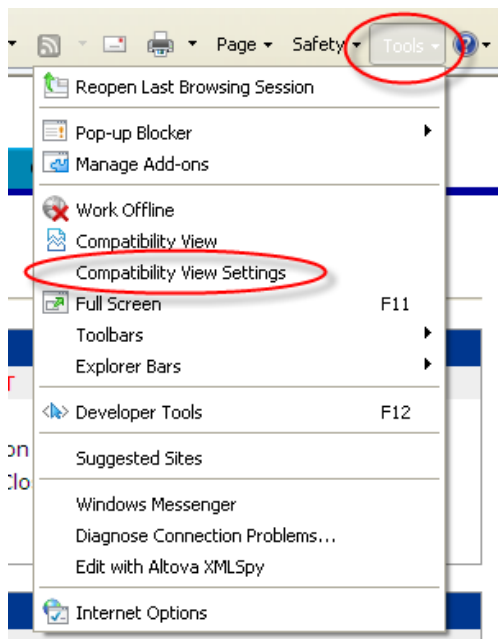 Page Safety Tools
Reopen Last Browsing Session
Pop-up Blocker
Manage Add-ons
Work Offline
Compatibility View
Compatibility View Settings
Full Screen F11
Toolbars
Explorer Bars
Developer Tools F12
Suggested Sites
Windows Messenger
Diagnose Connection Problems...
Edit with Altova XMLSpy
Internet Options